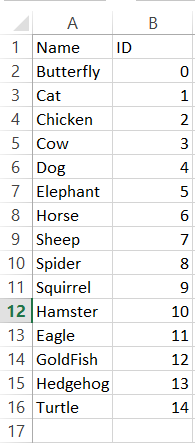 A B
1 Name ID
2 Butterfly 0
3 Cat 1
4 Chicken 2
5 Cow 3
6 Dog 4
7 Elephant 5
8 Horse 6
9 Sheep 7
10 Spider 8
11 Squirrel 9
12 Hamster 10
13 Eagle 11
14 GoldFish 12
15 Hedgehog 13
16 Turtle 14
17